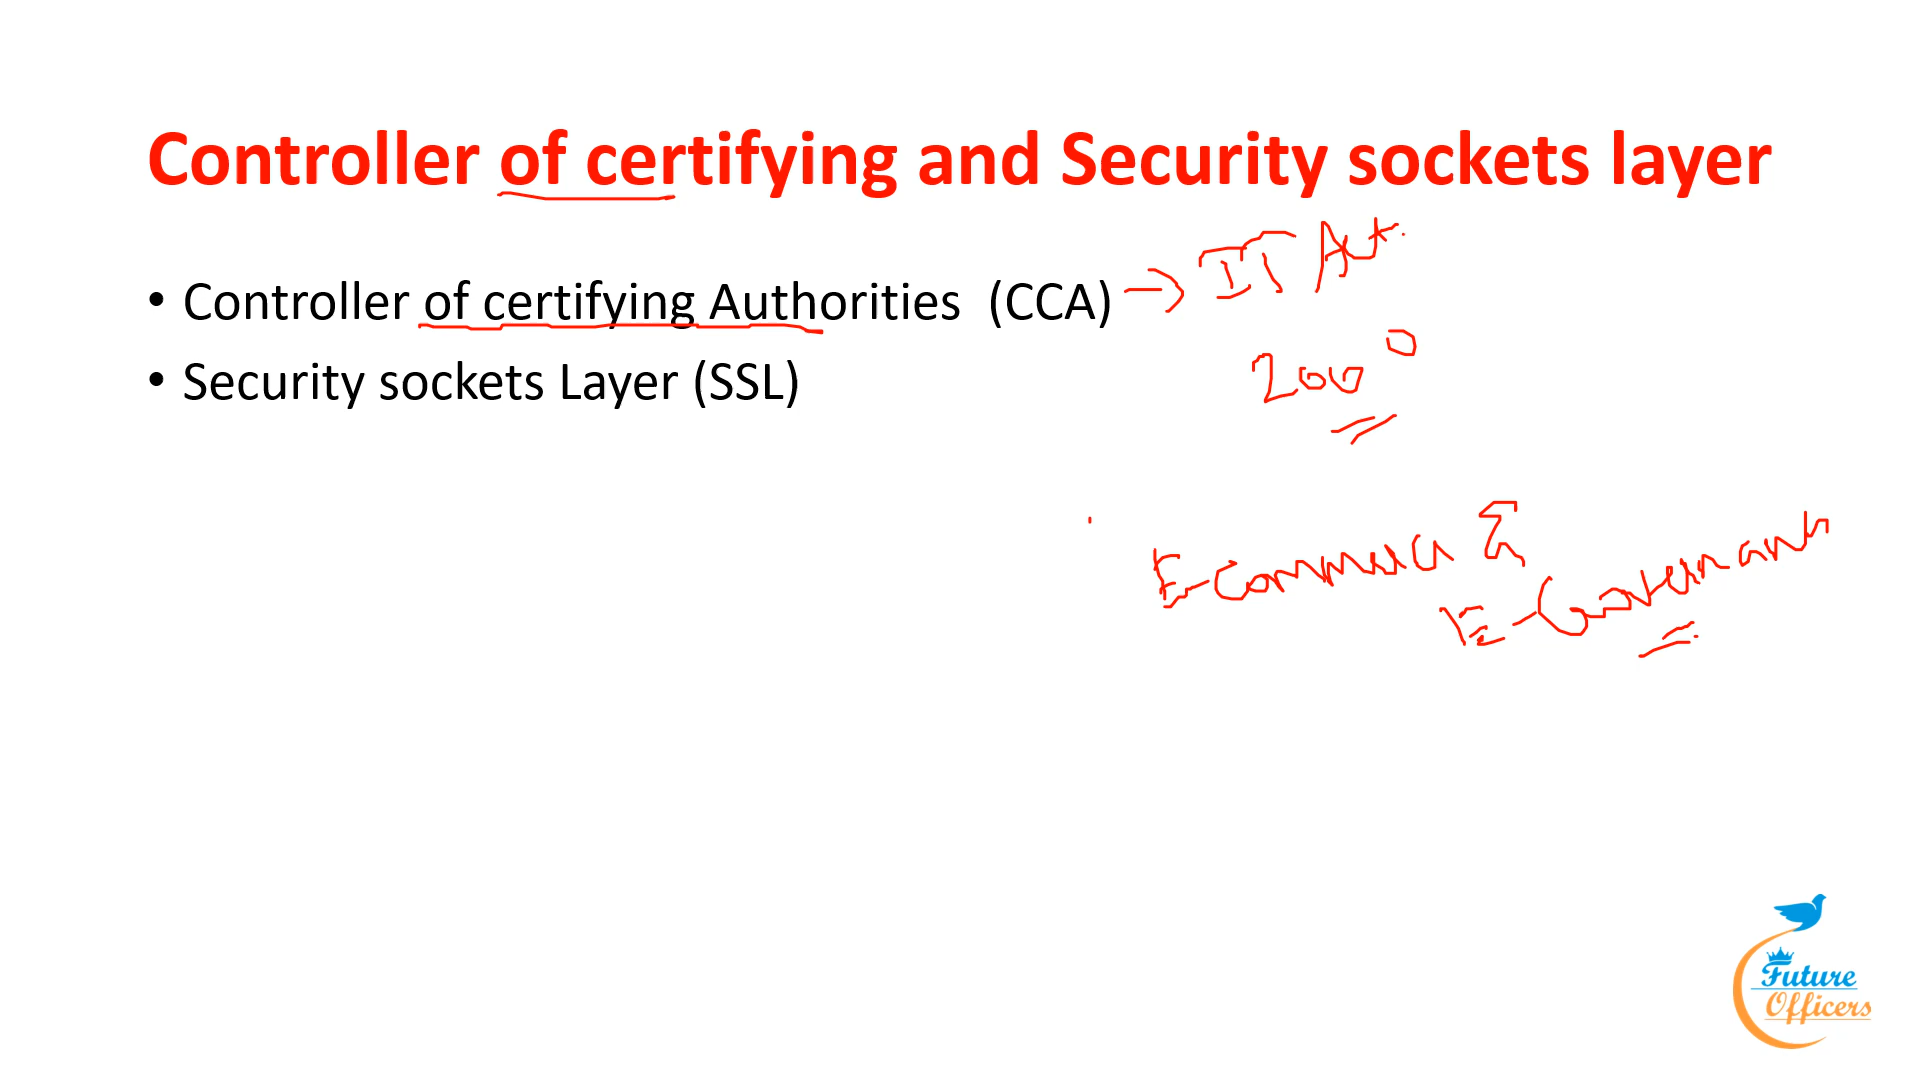 Controller of certifying and Security sockets layer
• Controller of certifying Authorities (CCA) → IT Act.
• Security sockets Layer (SSL)
2000
E-commerce &
E-Governance
Future
Officers